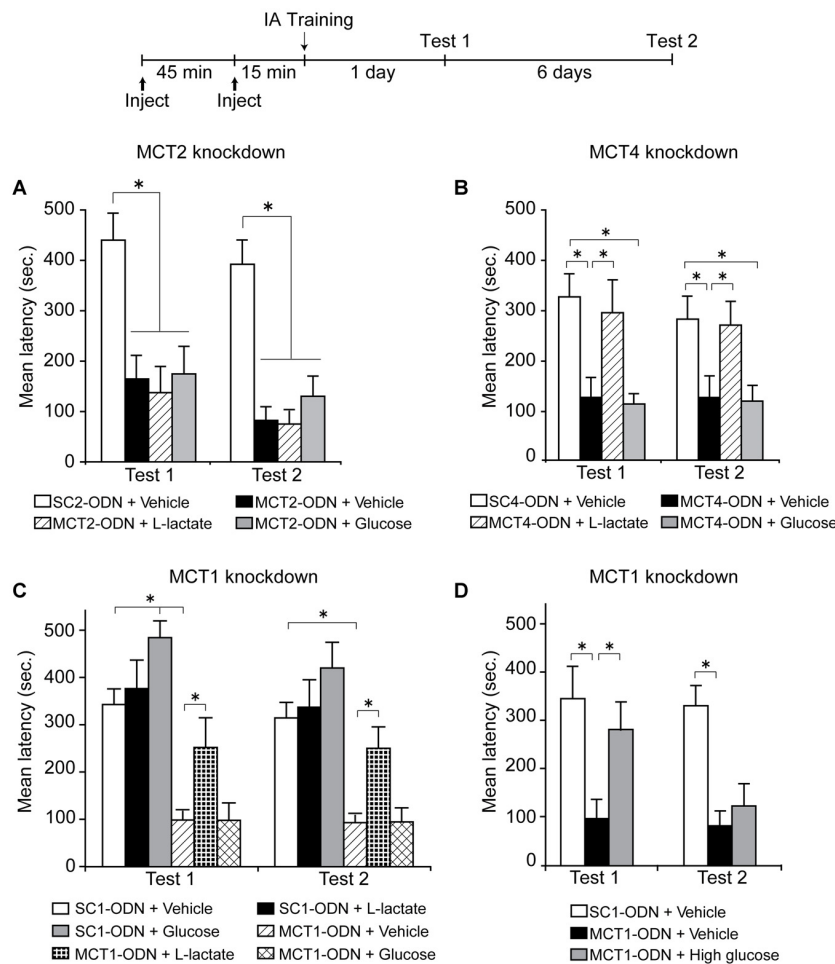 IA Training
Test 1
Test 2
45 min
15 min
1 day
6 days
Inject
Inject
MCT2 knockdown
A
Mean latency (sec.)
500
400
300
200
100
0
*
*
Test 1
Test 2
SC2-ODN + Vehicle
MCT2-ODN + Vehicle
MCT2-ODN + L-lactate
MCT2-ODN + Glucose
MCT4 knockdown
B
Mean latency (sec.)
500
400
300
200
100
0
*
* *
*
* *
Test 1
Test 2
SC4-ODN + Vehicle
MCT4-ODN + Vehicle
MCT4-ODN + L-lactate
MCT4-ODN + Glucose
MCT1 knockdown
C
Mean latency (sec.)
500
400
300
200
100
0
*
*
*
*
Test 1
Test 2
SC1-ODN + Vehicle
SC1-ODN + L-lactate
SC1-ODN + Glucose
MCT1-ODN + Vehicle
MCT1-ODN + L-lactate
MCT1-ODN + Glucose
MCT1 knockdown
D
Mean latency (sec.)
500
400
300
200
100
0
* *
*
Test 1
Test 2
SC1-ODN + Vehicle
MCT1-ODN + Vehicle
MCT1-ODN + High glucose